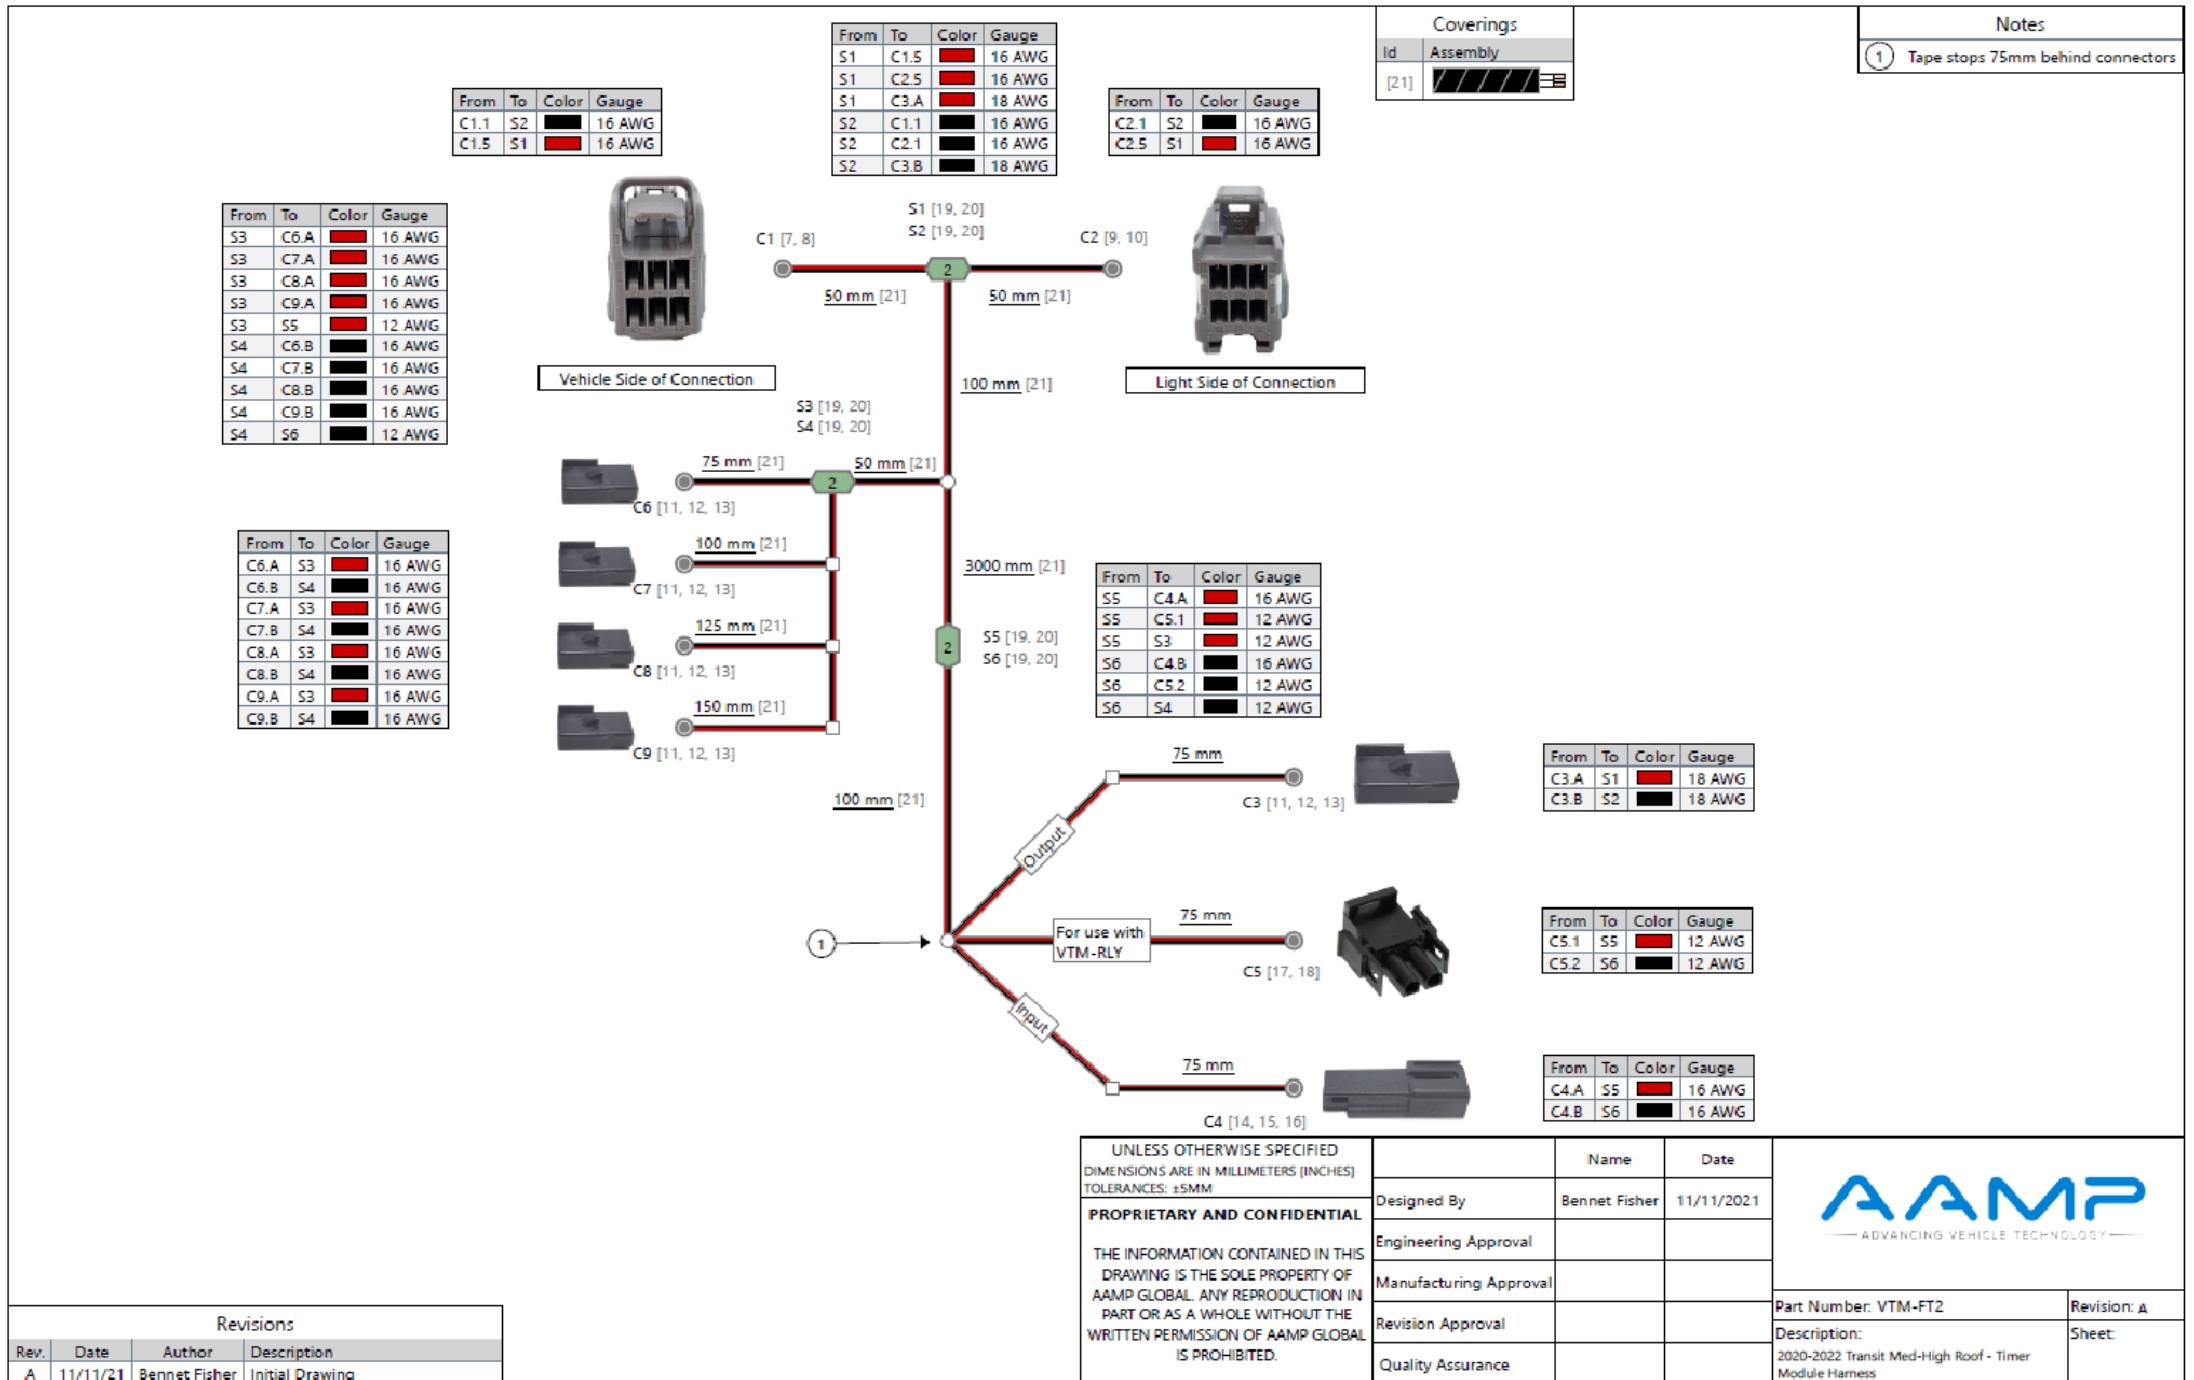 Coverings
Id Assembly
[21]
Notes
1 Tape stops 75mm behind connectors
From To Color Gauge
S1 C1.5 16 AWG
S1 C2.5 16 AWG
S1 C3.A 18 AWG
S2 C1.1 16 AWG
S2 C2.1 16 AWG
S2 C3.B 18 AWG
From To Color Gauge
C1.1 S2 16 AWG
C1.5 S1 16 AWG
From To Color Gauge
C2.1 S2 16 AWG
C2.5 S1 16 AWG
From To Color Gauge
S3 C6.A 16 AWG
S3 C7.A 16 AWG
S3 C8.A 16 AWG
S3 C9.A 16 AWG
S3 S5 12 AWG
S4 C6.B 16 AWG
S4 C7.B 16 AWG
S4 C8.B 16 AWG
S4 C9.B 16 AWG
S4 S6 12 AWG
S1 [19, 20]
S2 [19, 20]
C1 [7, 8]
C2 [9, 10]
2
50 mm [21]
50 mm [21]
Vehicle Side of Connection
Light Side of Connection
100 mm [21]
S3 [19, 20]
S4 [19, 20]
75 mm [21]
50 mm [21]
2
C6 [11, 12, 13]
100 mm [21]
C7 [11, 12, 13]
125 mm [21]
C8 [11, 12, 13]
150 mm [21]
C9 [11, 12, 13]
From To Color Gauge
C6.A S3 16 AWG
C6.B S4 16 AWG
C7.A S3 16 AWG
C7.B S4 16 AWG
C8.A S3 16 AWG
C8.B S4 16 AWG
C9.A S3 16 AWG
C9.B S4 16 AWG
3000 mm [21]
2
S5 [19, 20]
S6 [19, 20]
From To Color Gauge
S5 C4.A 16 AWG
S5 C5.1 12 AWG
S5 S3 12 AWG
S6 C4.B 16 AWG
S6 C5.2 12 AWG
S6 S4 12 AWG
100 mm [21]
75 mm
C3 [11, 12, 13]
Output
From To Color Gauge
C3.A S1 18 AWG
C3.B S2 18 AWG
1
For use with
VTM-RLY
75 mm
C5 [17, 18]
From To Color Gauge
C5.1 S5 12 AWG
C5.2 S6 12 AWG
Input
75 mm
C4 [14, 15, 16]
From To Color Gauge
C4.A S5 16 AWG
C4.B S6 16 AWG
UNLESS OTHERWISE SPECIFIED
DIMENSIONS ARE IN MILLIMETERS [INCHES]
TOLERANCES: ±5MM
PROPRIETARY AND CONFIDENTIAL
THE INFORMATION CONTAINED IN THIS
DRAWING IS THE SOLE PROPERTY OF
AAMP GLOBAL. ANY REPRODUCTION IN
PART OR AS A WHOLE WITHOUT THE
WRITTEN PERMISSION OF AAMP GLOBAL
IS PROHIBITED.
Name Date
Designed By Bennet Fisher 11/11/2021
Engineering Approval
Manufacturing Approval
Revision Approval
Quality Assurance
AAMP
ADVANCING VEHICLE TECHNOLOGY
Part Number: VTM-FT2
Revision: A
Description:
2020-2022 Transit Med-High Roof - Timer
Module Harness
Sheet:
Revisions
Rev. Date Author Description
A 11/11/21 Bennet Fisher Initial Drawing